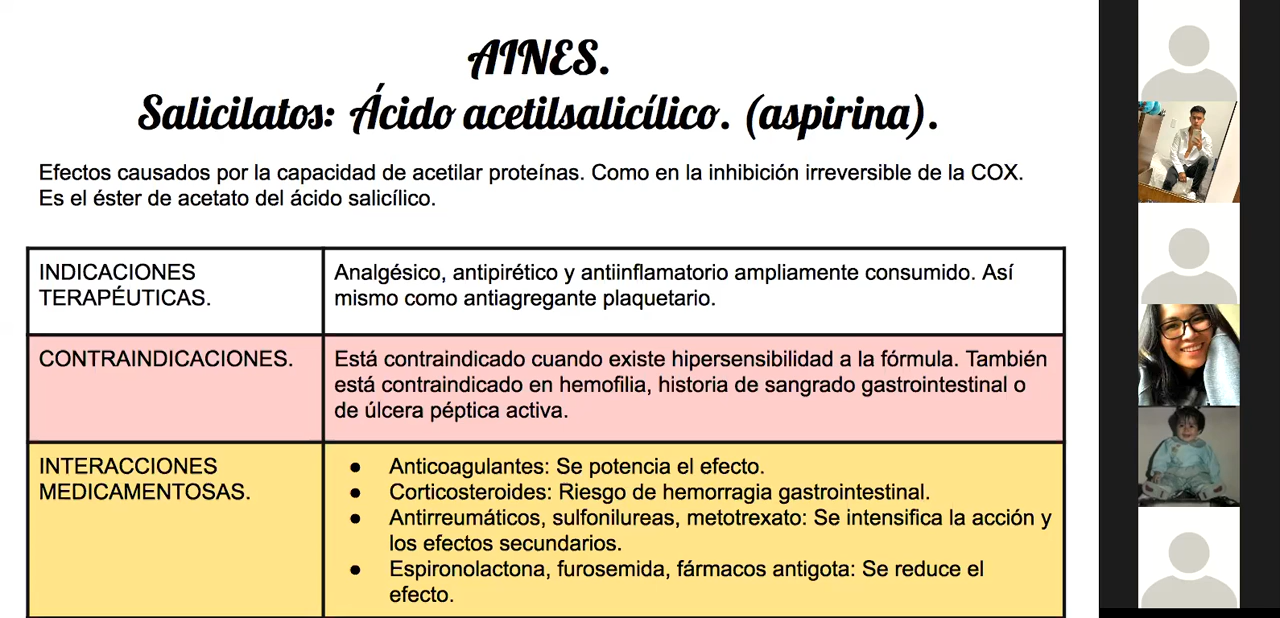 AINES.
Salicilatos: Ácido acetilsalicílico. (aspirina).
Efectos causados por la capacidad de acetilar proteínas. Como en la inhibición irreversible de la COX.
Es el éster de acetato del ácido salicílico.
INDICACIONES
TERAPÉUTICAS.
Analgésico, antipirético y antiinflamatorio ampliamente consumido. Así
mismo como antiagregante plaquetario.
CONTRAINDICACIONES.
Está contraindicado cuando existe hipersensibilidad a la fórmula. También
está contraindicado en hemofilia, historia de sangrado gastrointestinal o
de úlcera péptica activa.
INTERACCIONES
MEDICAMENTOSAS.
● Anticoagulantes: Se potencia el efecto.
● Corticosteroides: Riesgo de hemorragia gastrointestinal.
● Antirreumáticos, sulfonilureas, metotrexato: Se intensifica la acción y
los efectos secundarios.
● Espironolactona, furosemida, fármacos antigota: Se reduce el
efecto.